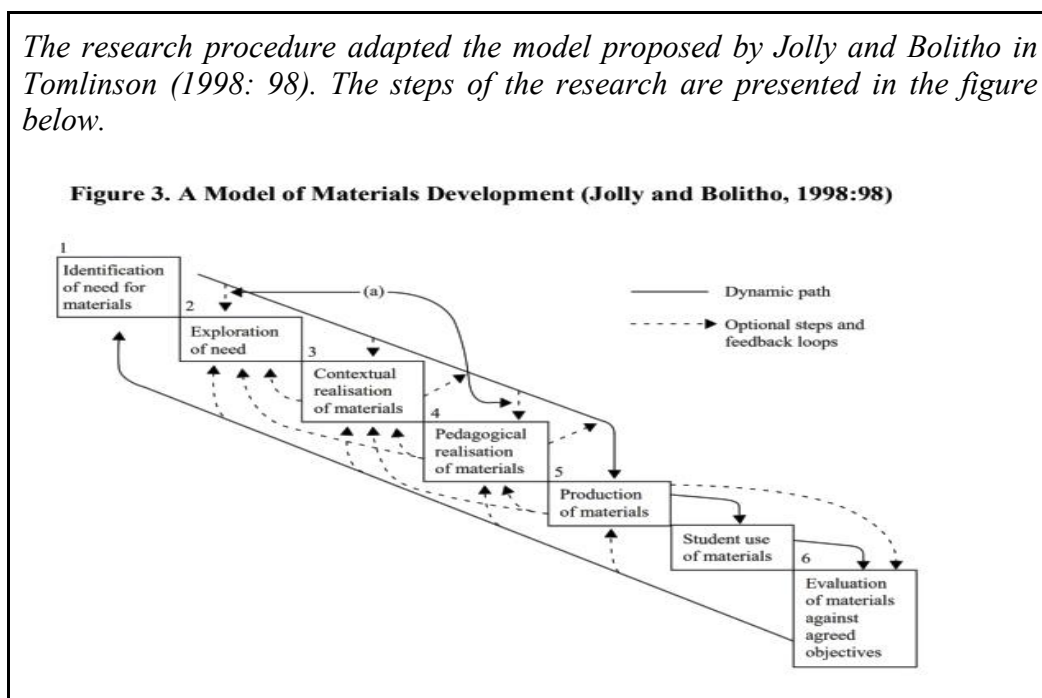 The research procedure adapted the model proposed by Jolly and Bolitho in
Tomlinson (1998: 98). The steps of the research are presented in the figure
below.
Figure 3. A Model of Materials Development (Jolly and Bolitho, 1998:98)
1
Identification
of need for
materials
2
Exploration
of need
3
Contextual
realisation
of materials
4
Pedagogical
realisation
of materials
5
Production
of materials
Student use
of materials
6
Evaluation
of materials
against
agreed
objectives
(a)
Dynamic path
Optional steps and
feedback loops